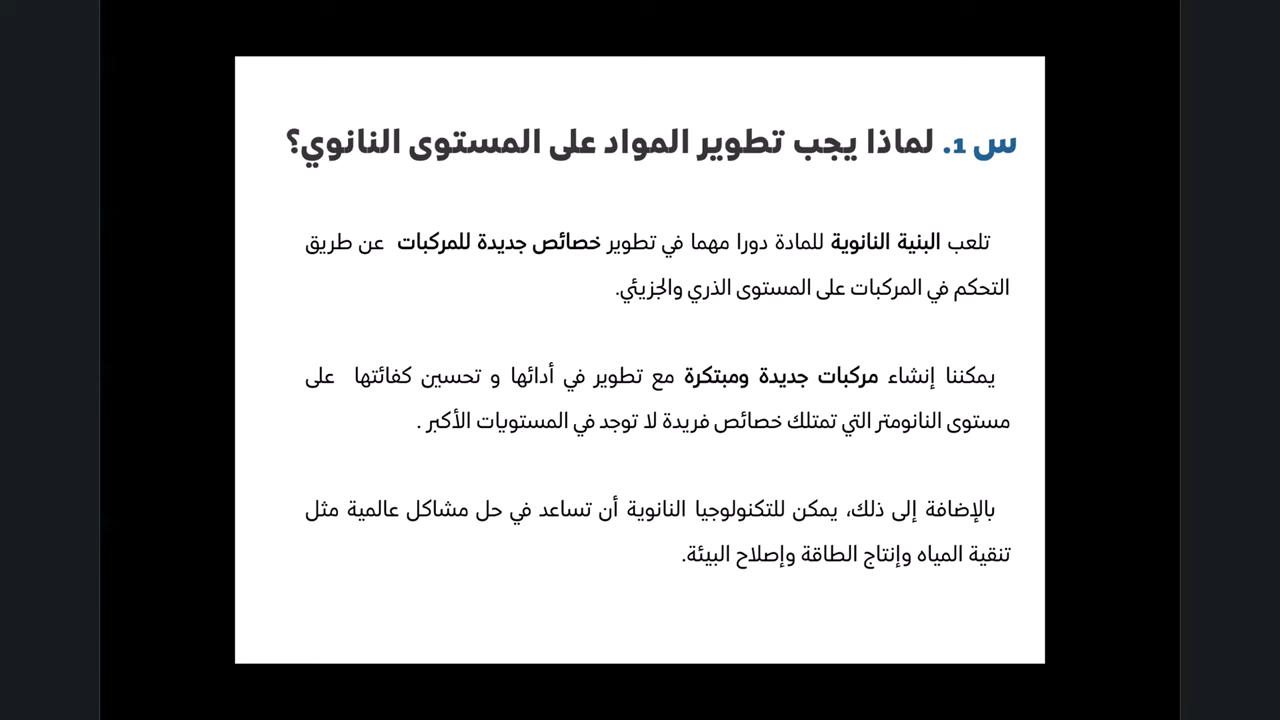 س 1. لماذا يجب تطوير المواد على المستوى النانوي؟
تلعب البنية النانوية للمادة دورا مهما في تطوير خصائص جديدة للمركبات عن طريق
التحكم في المركبات على المستوى الذري والجزيئي.
يمكننا إنشاء مركبات جديدة ومبتكرة مع تطوير في أدائها و تحسين كفائتها على
مستوى النانومتر التي تمتلك خصائص فريدة لا توجد في المستويات الأكبر .
بالإضافة إلى ذلك، يمكن للتكنولوجيا النانوية أن تساعد في حل مشاكل عالمية مثل
تنقية المياه وإنتاج الطاقة وإصلاح البيئة.